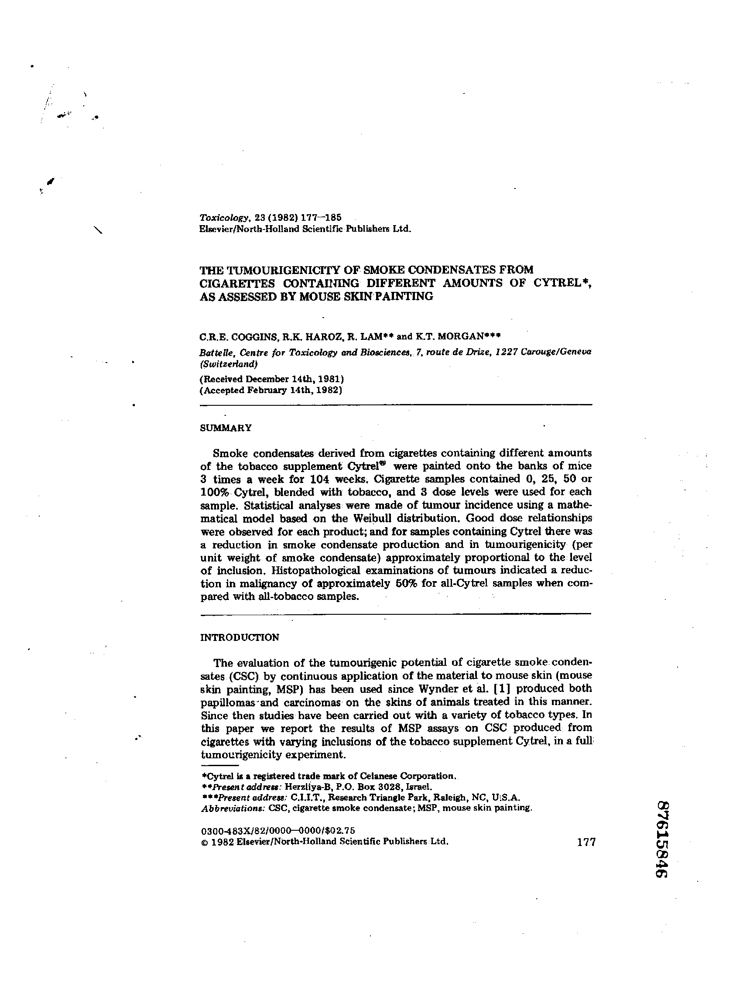 Toxicology, 23 (1982) 177—185
Elsevier/North-Holland Scientific Publishers Ltd.
THE TUMOURIGENICITY OF SMOKE CONDENSATES FROM
CIGARETTES CONTAINING DIFFERENT AMOUNTS OF CYTREL*,
AS ASSESSED BY MOUSE SKIN PAINTING
C.R.E. COGGINS, R.K. HAROZ, R. LAM** and K.T. MORGAN***
Battelle, Centre for Toxicology and Biosciences, 7, route de Drize, 1227 Carouge/Geneva
(Switzerland)
(Received December 14th, 1981)
(Accepted February 14th, 1982)
SUMMARY
Smoke condensates derived from cigarettes containing different amounts
of the tobacco supplement Cytrel® were painted onto the banks of mice
3 times a week for 104 weeks. Cigarette samples contained 0, 25, 50 or
100% Cytrel, blended with tobacco, and 3 dose levels were used for each
sample. Statistical analyses were made of tumour incidence using a mathe-
matical model based on the Weibull distribution. Good dose relationships
were observed for each product; and for samples containing Cytrel there was
a reduction in smoke condensate production and in tumourigenicity (per
unit weight of smoke condensate) approximately proportional to the level
of inclusion. Histopathological examinations of tumours indicated a reduc-
tion in malignancy of approximately 50% for all-Cytrel samples when com-
pared with all-tobacco samples.
INTRODUCTION
The evaluation of the tumourigenic potential of cigarette smoke conden-
sates (CSC) by continuous application of the material to mouse skin (mouse
skin painting, MSP) has been used since Wynder et al. [1] produced both
papillomas and carcinomas on the skins of animals treated in this manner.
Since then studies have been carried out with a variety of tobacco types. In
this paper we report the results of MSP assays on CSC produced from
cigarettes with varying inclusions of the tobacco supplement Cytrel, in a full
tumourigenicity experiment.
*Cytrel is a registered trade mark of Celanese Corporation.
**Present address: Herzliya-B, P.O. Box 3028, Israel.
***Present address: C.I.I.T., Research Triangle Park, Raleigh, NC, U.S.A.
Abbreviations: CSC, cigarette smoke condensate; MSP, mouse skin painting.
0300-483X/82/0000—0000/$02.75
© 1982 Elsevier/North-Holland Scientific Publishers Ltd.
177
87615846